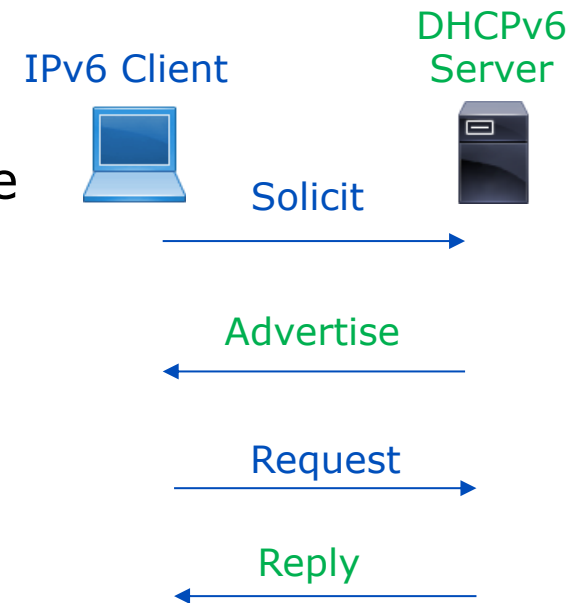 DHCPv6
IPv6 Client Server
e
Solicit
Advertise
Request
Reply